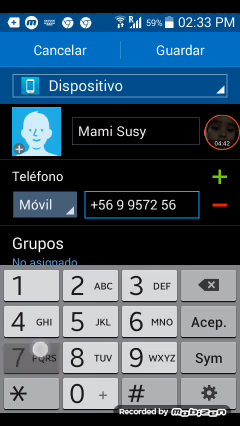 59% 02:33 PM
Cancelar Guardar
Dispositivo
Mami Susy
04:42
Teléfono
Móvil +56 9 9572 56
Grupos
No asignado
1 2 ABC 3 DEF
4 GHI 5 JKL 6 MNO Acep.
7 PQRS 8 TUV 9 WXYZ Sym
* 0 + #
Recorded by Mobizen